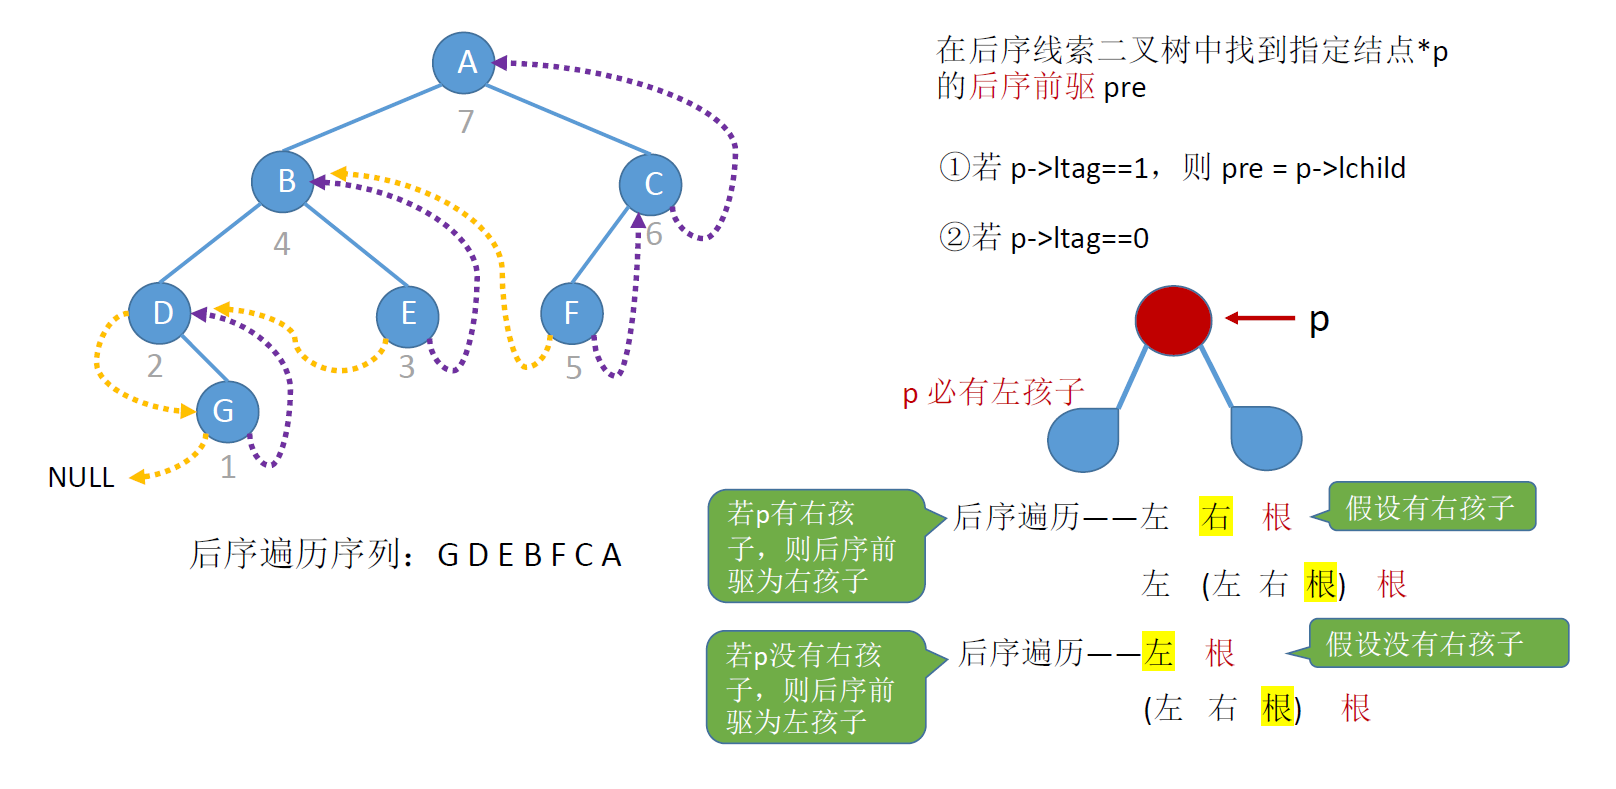 A
7
B
4
C
6
D
2
E
3
F
5
G
1
NULL
后序遍历序列：G D E B F C A
在后序线索二叉树中找到指定结点*p
的后序前驱 pre
①若 p->ltag==1，则 pre = p->lchild
②若 p->ltag==0
p
p 必有左孩子
若p有右孩
子，则后序前
驱为右孩子
后序遍历——左 右 根
假设有右孩子
左 (左 右 根) 根
若p没有右孩
子，则后序前
驱为左孩子
后序遍历——左 根
假设没有右孩子
(左 右 根) 根